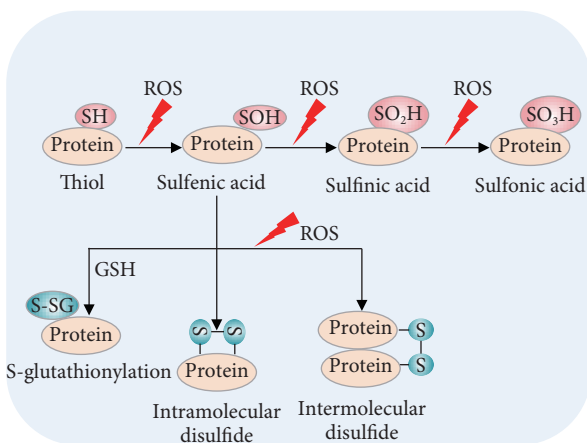 ROS
ROS
ROS
SH
SOH
SO₂H
SO₃H
Protein
Protein
Protein
Protein
Thiol
Sulfenic acid
Sulfinic acid
Sulfonic acid
ROS
GSH
S-SG
Protein
S-glutathionylation
S
S
Protein
Intramolecular
disulfide
Protein
S
Protein
S
Intermolecular
disulfide